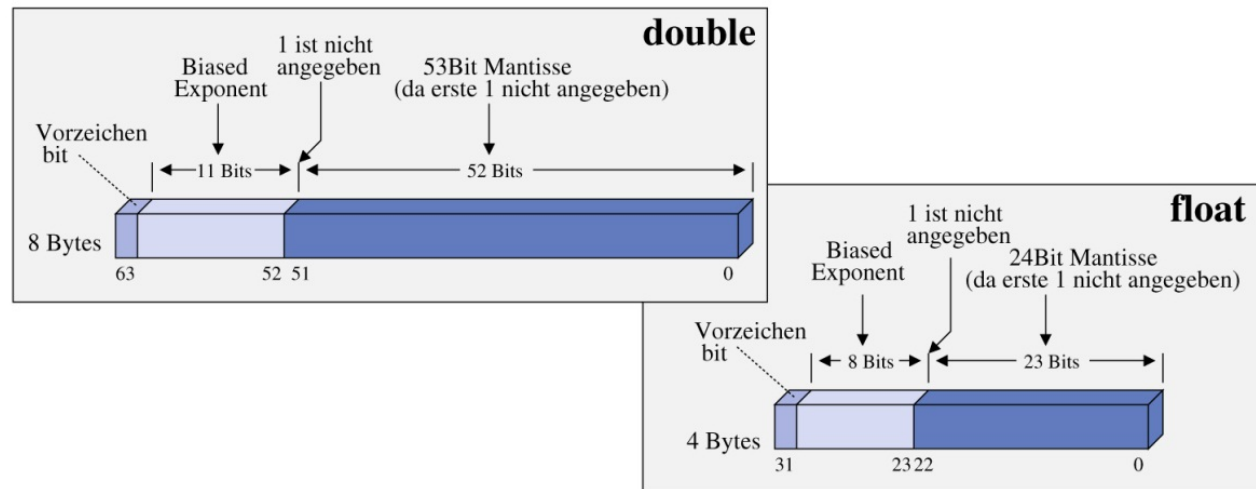 double
1 ist nicht
angegeben
Biased
Exponent
53Bit Mantisse
(da erste 1 nicht angegeben)
Vorzeichen
bit
11 Bits
52 Bits
8 Bytes
63
52
51
0
float
1 ist nicht
angegeben
Biased
Exponent
24Bit Mantisse
(da erste 1 nicht angegeben)
Vorzeichen
bit
8 Bits
23 Bits
4 Bytes
31
23
22
0